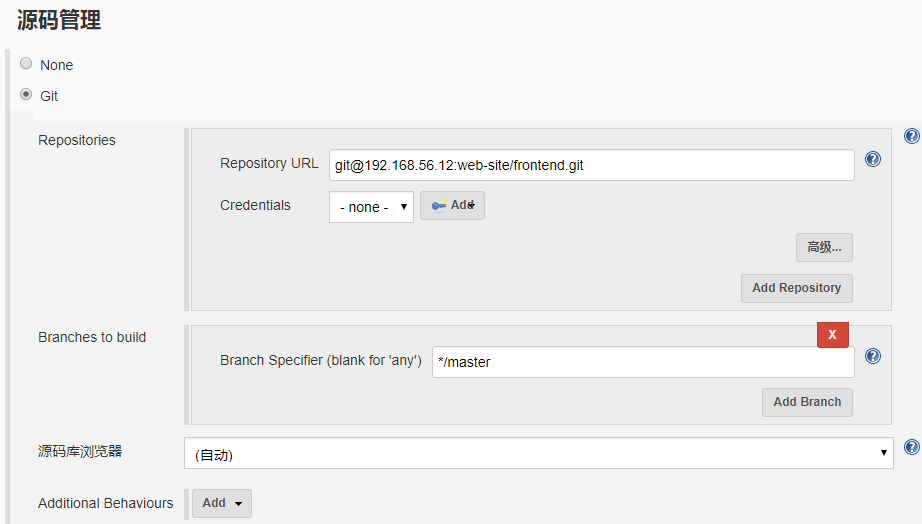 源码管理
None
Git
Repositories
Repository URL git@192.168.56.12:web-site/frontend.git
Credentials - none - Add
高级...
Add Repository
Branches to build
X
Branch Specifier (blank for 'any') */master
Add Branch
源码库浏览器 (自动)
Additional Behaviours Add